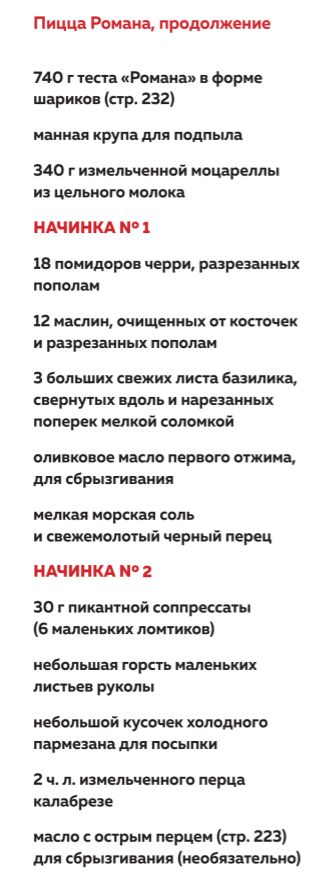 Пицца Романа, продолжение
740 г теста «Романа» в форме
шариков (стр. 232)
манная крупа для подпыла
340 г измельченной моцареллы
из цельного молока
НАЧИНКА № 1
18 помидоров черри, разрезанных
пополам
12 маслин, очищенных от косточек
и разрезанных пополам
3 больших свежих листа базилика,
свернутых вдоль и нарезанных
поперек мелкой соломкой
оливковое масло первого отжима,
для сбрызгивания
мелкая морская соль
и свежемолотый черный перец
НАЧИНКА № 2
30 г пикантной соппрессаты
(6 маленьких ломтиков)
небольшая горсть маленьких
листьев руколы
небольшой кусочек холодного
пармезана для посыпки
2 ч. л. измельченного перца
калабрезе
масло с острым перцем (стр. 223)
для сбрызгивания (необязательно)